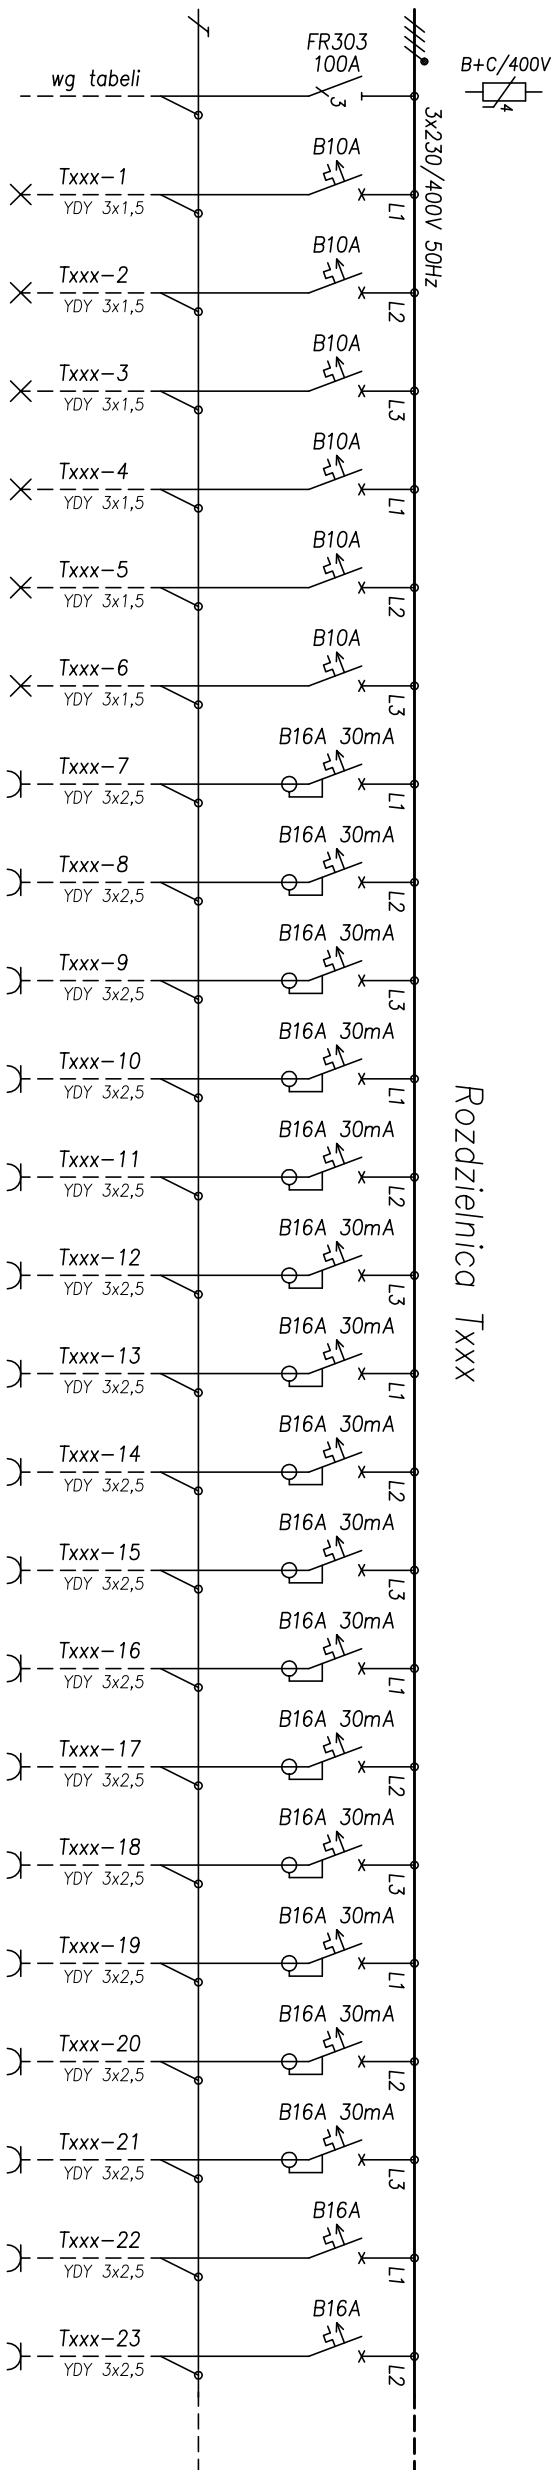 FR303
100A
B+C/400V
4
wg tabeli
3
3x230/400V 50Hz
B10A
Txxx-1
YDY 3x1,5
L1
B10A
Txxx-2
YDY 3x1,5
L2
B10A
Txxx-3
YDY 3x1,5
L3
B10A
Txxx-4
YDY 3x1,5
L1
B10A
Txxx-5
YDY 3x1,5
L2
B10A
Txxx-6
YDY 3x1,5
L3
B16A 30mA
Txxx-7
YDY 3x2,5
L1
B16A 30mA
Txxx-8
YDY 3x2,5
L2
B16A 30mA
Txxx-9
YDY 3x2,5
L3
B16A 30mA
Txxx-10
YDY 3x2,5
L1
Rozdzielnica Txxx
B16A 30mA
Txxx-11
YDY 3x2,5
L2
B16A 30mA
Txxx-12
YDY 3x2,5
L3
B16A 30mA
Txxx-13
YDY 3x2,5
L1
B16A 30mA
Txxx-14
YDY 3x2,5
L2
B16A 30mA
Txxx-15
YDY 3x2,5
L3
B16A 30mA
Txxx-16
YDY 3x2,5
L1
B16A 30mA
Txxx-17
YDY 3x2,5
L2
B16A 30mA
Txxx-18
YDY 3x2,5
L3
B16A 30mA
Txxx-19
YDY 3x2,5
L1
B16A 30mA
Txxx-20
YDY 3x2,5
L2
B16A 30mA
Txxx-21
YDY 3x2,5
L3
B16A
Txxx-22
YDY 3x2,5
L1
B16A
Txxx-23
YDY 3x2,5
L2